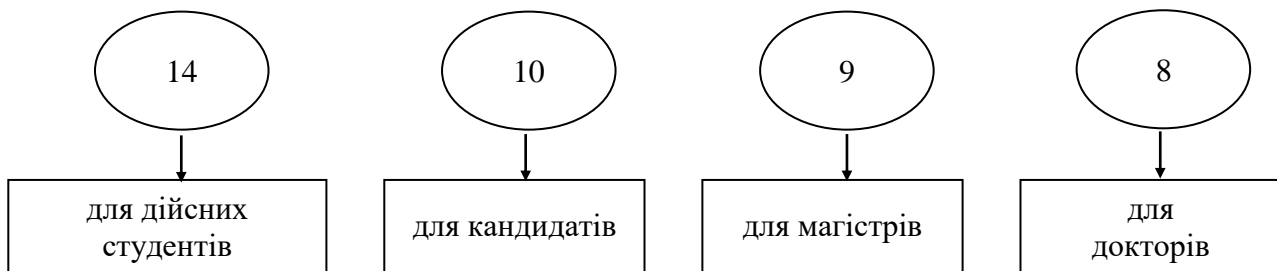 14
10
9
8
для дійсних
студентів
для кандидатів
для магістрів
для
докторів